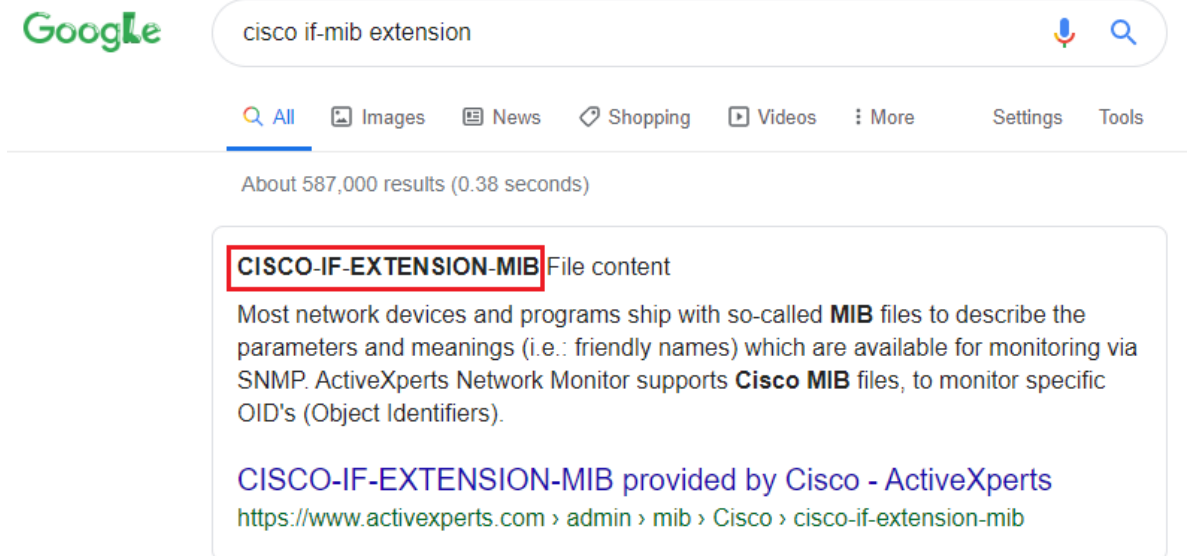 Google
cisco if-mib extension
All Images News Shopping Videos More Settings Tools
About 587,000 results (0.38 seconds)
CISCO-IF-EXTENSION-MIB File content
Most network devices and programs ship with so-called MIB files to describe the
parameters and meanings (i.e.: friendly names) which are available for monitoring via
SNMP. ActiveXperts Network Monitor supports Cisco MIB files, to monitor specific
OID's (Object Identifiers).
CISCO-IF-EXTENSION-MIB provided by Cisco - ActiveXperts
https://www.activexperts.com › admin › mib › Cisco › cisco-if-extension-mib